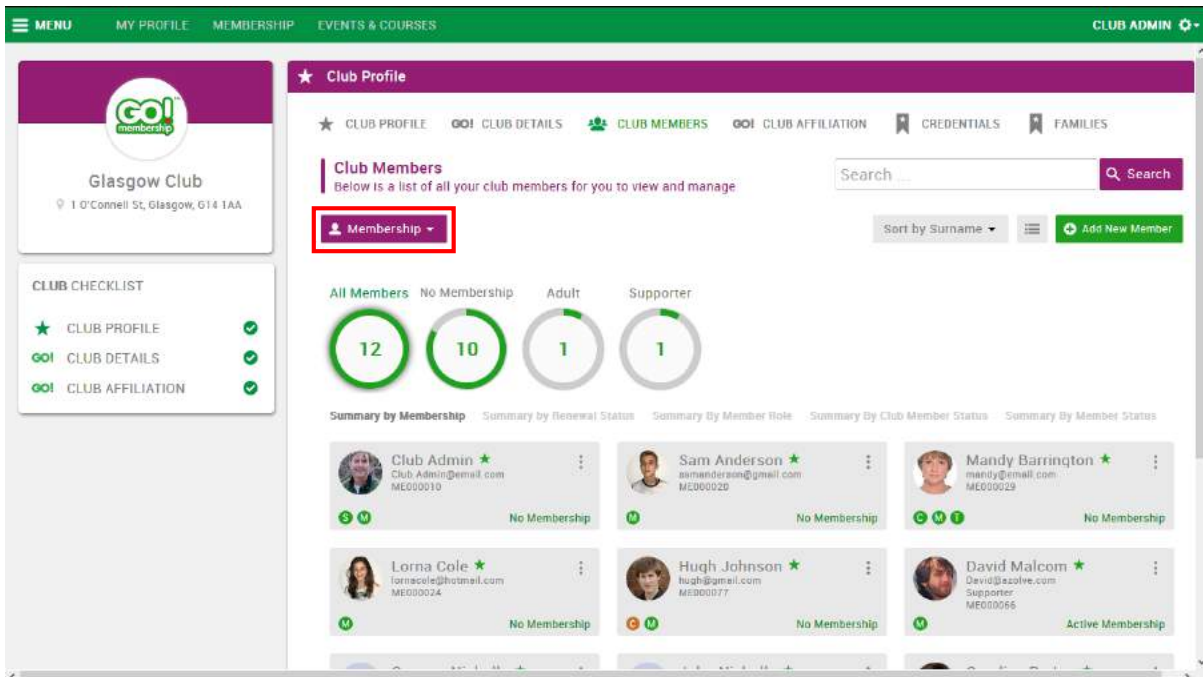 MENU MY PROFILE MEMBERSHIP EVENTS & COURSES CLUB ADMIN
GO!
membership
Glasgow Club
1 O'Connell St, Glasgow, G14 1AA
CLUB CHECKLIST
CLUB PROFILE
GO! CLUB DETAILS
GO! CLUB AFFILIATION
Club Profile
CLUB PROFILE GO! CLUB DETAILS CLUB MEMBERS GO! CLUB AFFILIATION CREDENTIALS FAMILIES
Club Members
Below is a list of all your club members for you to view and manage
Search ... Search
Membership Sort by Surname Add New Member
All Members No Membership Adult Supporter
12 10 1 1
Summary by Membership Summary by Renewal Status Summary By Member Role Summary By Club Member Status Summary By Member Status
Club Admin
Club.Admin@email.com
ME000010
S M No Membership
Sam Anderson
asmanderson@gmail.com
ME000020
M No Membership
Mandy Barrington
mandy@email.com
ME000029
C M T No Membership
Lorna Cole
lornacole@hotmail.com
ME000024
M No Membership
Hugh Johnson
hugh@gmail.com
ME000077
C M No Membership
David Malcom
David@azolve.com
Supporter
ME000066
M Active Membership